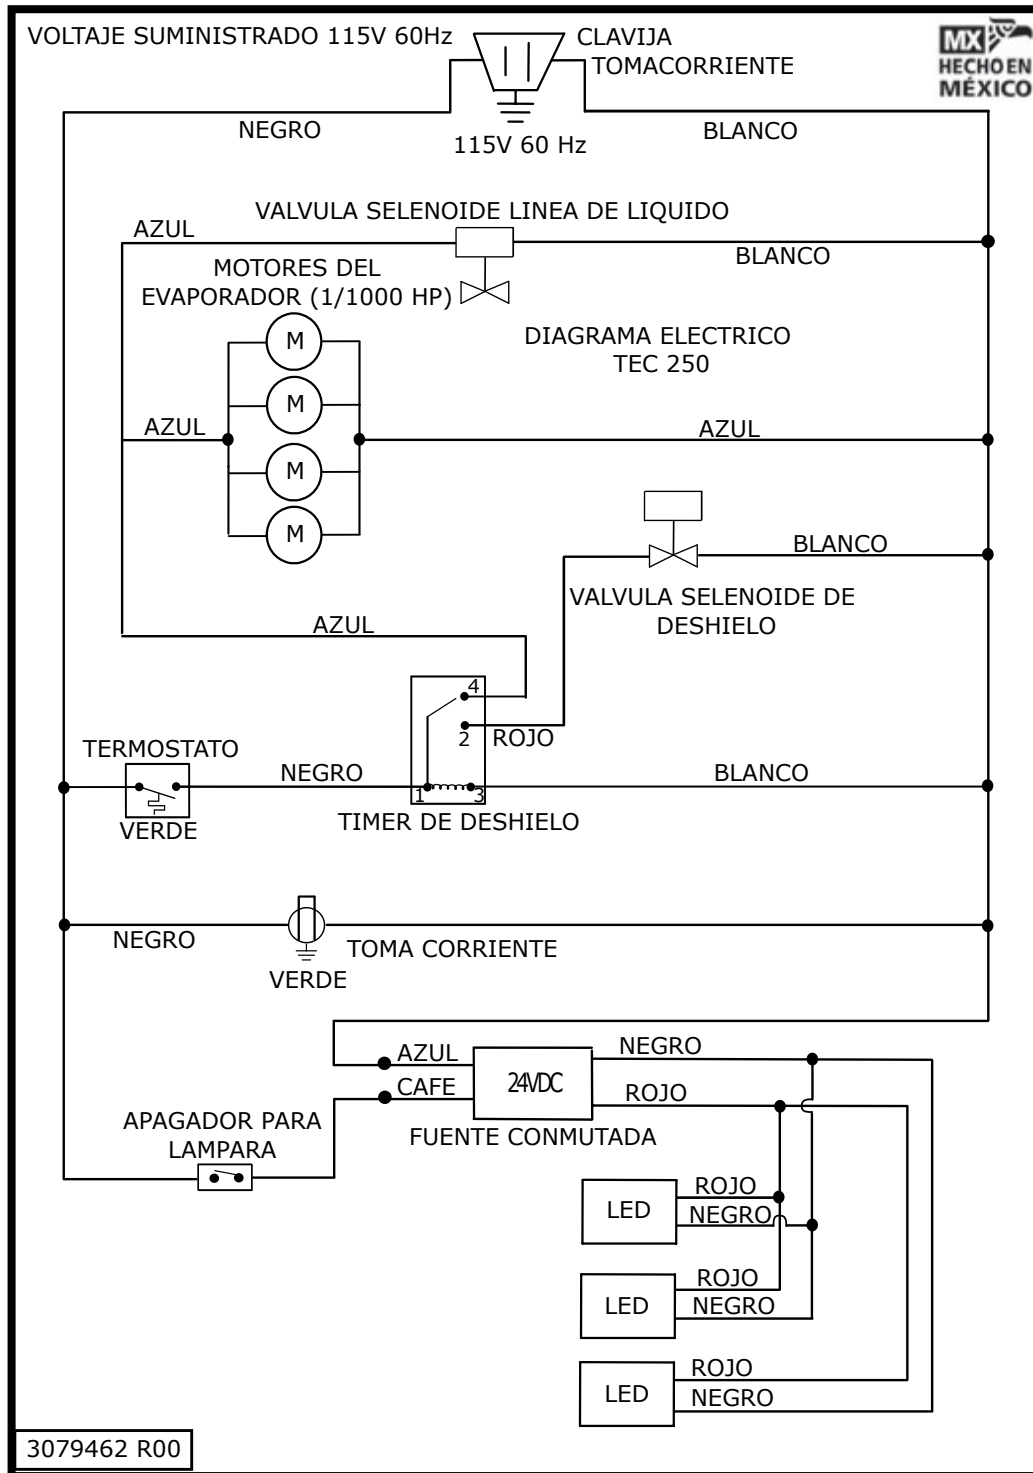 VOLTAJE SUMINISTRADO 115V 60Hz
CLAVIJA
TOMACORRIENTE
MX
HECHO EN
MÉXICO
NEGRO
115V 60 Hz
BLANCO
AZUL
VALVULA SELENOIDE LINEA DE LIQUIDO
BLANCO
MOTORES DEL
EVAPORADOR (1/1000 HP)
DIAGRAMA ELECTRICO
TEC 250
M
M
AZUL
AZUL
M
M
BLANCO
VALVULA SELENOIDE DE
DESHIELO
AZUL
4
2
ROJO
TERMOSTATO
NEGRO
BLANCO
1
3
VERDE
TIMER DE DESHIELO
NEGRO
TOMA CORRIENTE
VERDE
AZUL
CAFE
24VDC
NEGRO
ROJO
FUENTE CONMUTADA
APAGADOR PARA
LAMPARA
LED
ROJO
NEGRO
LED
ROJO
NEGRO
LED
ROJO
NEGRO
3079462 R00